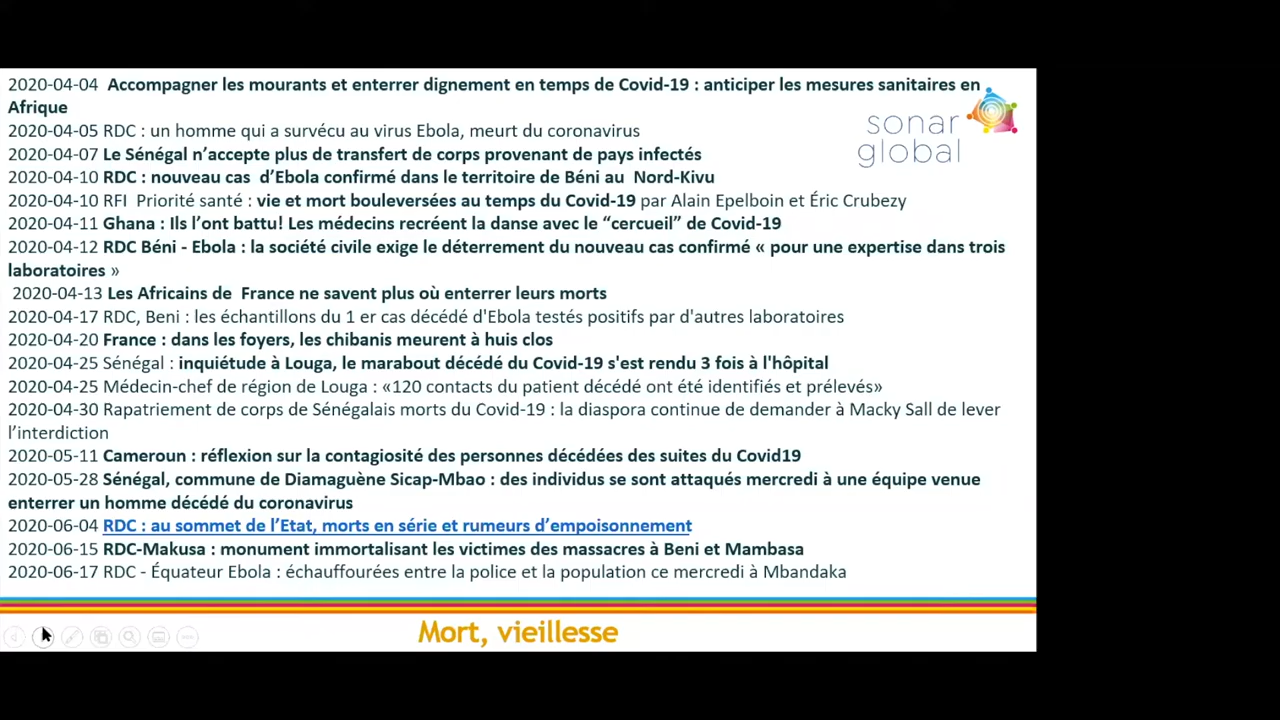 2020-04-04 Accompagner les mourants et enterrer dignement en temps de Covid-19 : anticiper les mesures sanitaires en
Afrique
2020-04-05 RDC : un homme qui a survécu au virus Ebola, meurt du coronavirus
sonar
global
2020-04-07 Le Sénégal n’accepte plus de transfert de corps provenant de pays infectés
2020-04-10 RDC : nouveau cas d’Ebola confirmé dans le territoire de Béni au Nord-Kivu
2020-04-10 RFI Priorité santé : vie et mort bouleversées au temps du Covid-19 par Alain Epelboin et Éric Crubezy
2020-04-11 Ghana : Ils l’ont battu! Les médecins recréent la danse avec le “cercueil” de Covid-19
2020-04-12 RDC Béni - Ebola : la société civile exige le déterrement du nouveau cas confirmé « pour une expertise dans trois
laboratoires »
2020-04-13 Les Africains de France ne savent plus où enterrer leurs morts
2020-04-17 RDC, Beni : les échantillons du 1 er cas décédé d'Ebola testés positifs par d'autres laboratoires
2020-04-20 France : dans les foyers, les chibanis meurent à huis clos
2020-04-25 Sénégal : inquiétude à Louga, le marabout décédé du Covid-19 s'est rendu 3 fois à l'hôpital
2020-04-25 Médecin-chef de région de Louga : «120 contacts du patient décédé ont été identifiés et prélevés»
2020-04-30 Rapatriement de corps de Sénégalais morts du Covid-19 : la diaspora continue de demander à Macky Sall de lever
l’interdiction
2020-05-11 Cameroun : réflexion sur la contagiosité des personnes décédées des suites du Covid19
2020-05-28 Sénégal, commune de Diamaguène Sicap-Mbao : des individus se sont attaqués mercredi à une équipe venue
enterrer un homme décédé du coronavirus
2020-06-04 RDC : au sommet de l’Etat, morts en série et rumeurs d’empoisonnement
2020-06-15 RDC-Makusa : monument immortalisant les victimes des massacres à Beni et Mambasa
2020-06-17 RDC - Équateur Ebola : échauffourées entre la police et la population ce mercredi à Mbandaka
Mort, vieillesse